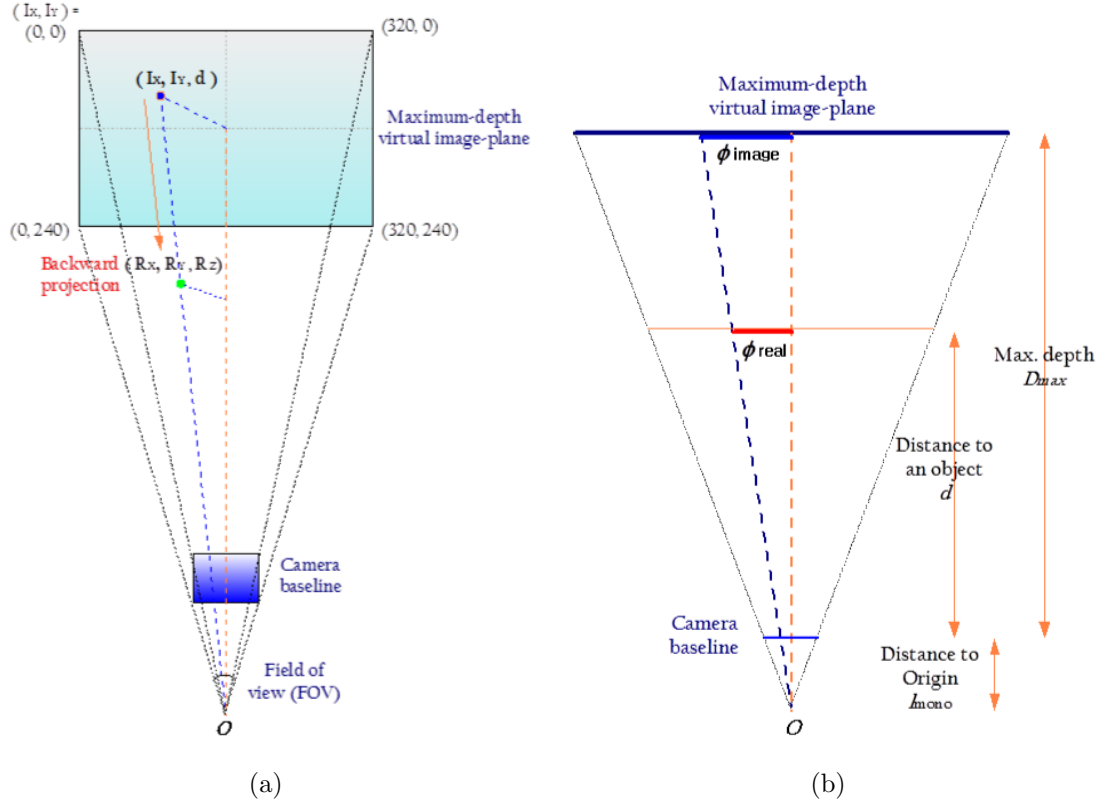 ( Ix, IY ) =
(0, 0)
(320, 0)
( Ix, IY , d )
Maximum-depth
virtual image-plane
(0, 240)
(320, 240)
Backward
projection
( Rx, RY , Rz)
Camera
baseline
Field of
view (FOV)
O
(a)
Maximum-depth
virtual image-plane
ϕ image
ϕ real
Max. depth
Dmax
Distance to
an object
d
Camera
baseline
Distance to
Origin
lmono
O
(b)